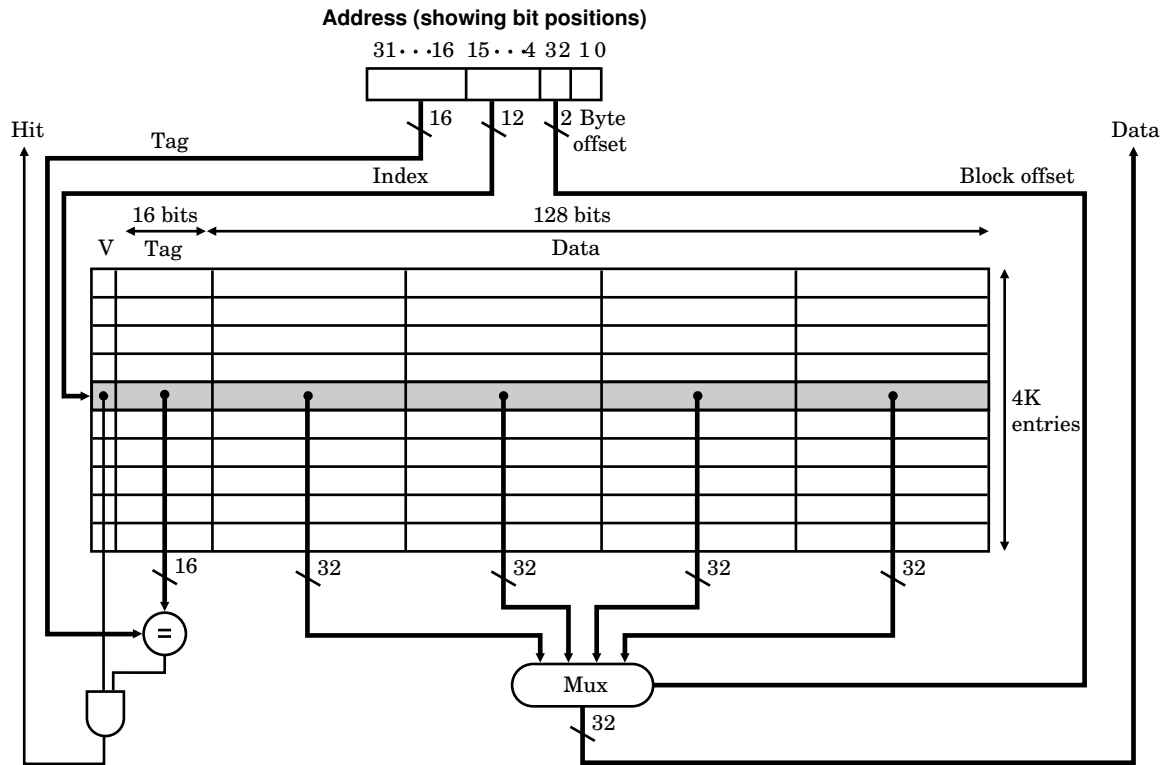 Address (showing bit positions)
31 · · · 16 15 · · · 4 3 2 1 0
16 12 2 Byte offset
Hit
Tag
Data
Index
Block offset
16 bits
128 bits
V
Tag
Data
4K
entries
16
32
32
32
32
=
Mux
32